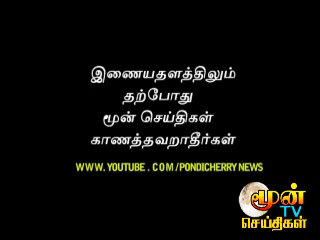 இணையதளத்திலும்
தற்போது
மூன் செய்திகள்
காணத்தவறாதீர்கள்
WWW.YOUTUBE.COM/PONDICHERRY NEWS
மூன்
TV
செய்திகள்